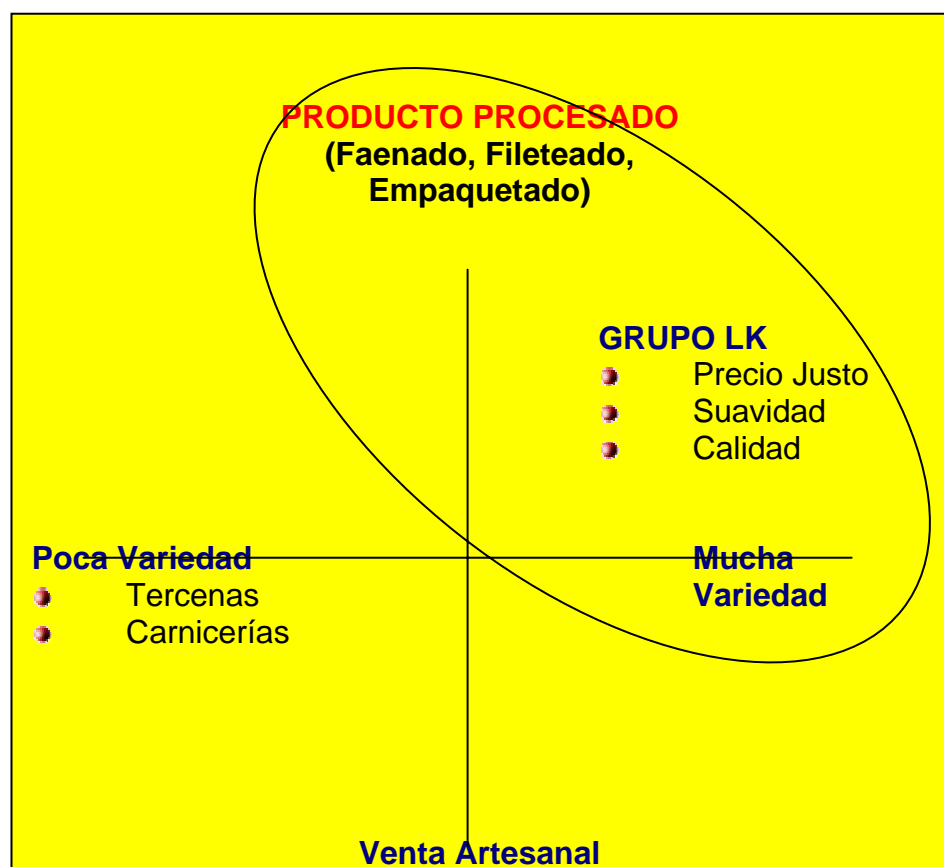 PRODUCTO PROCESADO
(Faenado, Fileteado,
Empaquetado)
GRUPO LK
Precio Justo
Suavidad
Calidad
Poca Variedad
Tercenas
Carnicerías
Mucha
Variedad
Venta Artesanal